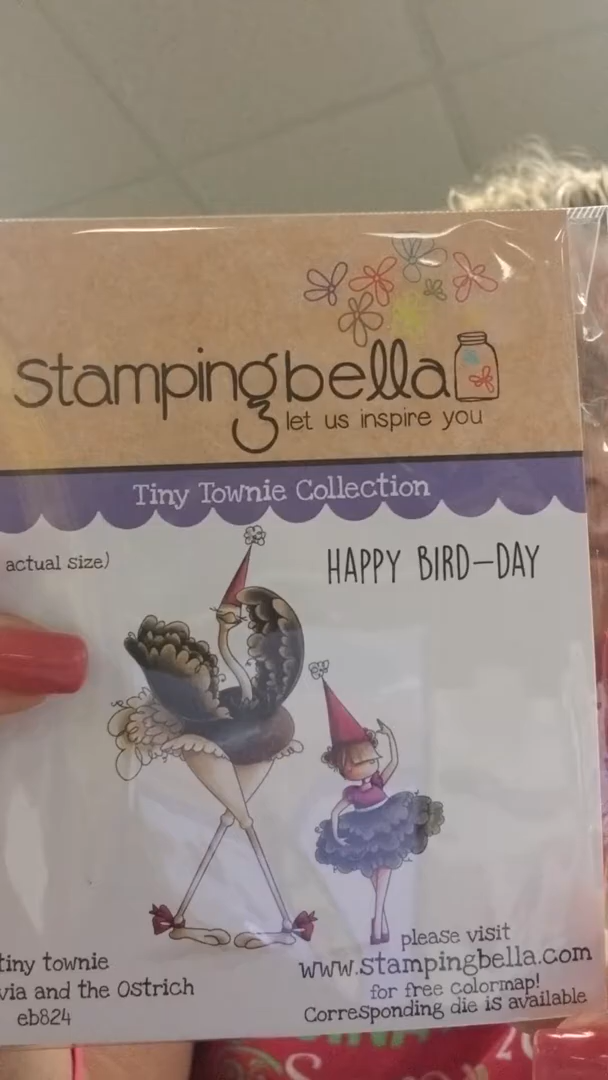 stampingbella
let us inspire you
Tiny Townie Collection
actual size)
HAPPY BIRD-DAY
tiny townie
via and the Ostrich
eb824
please visit
www.stampingbella.com
for free colormap!
Corresponding die is available